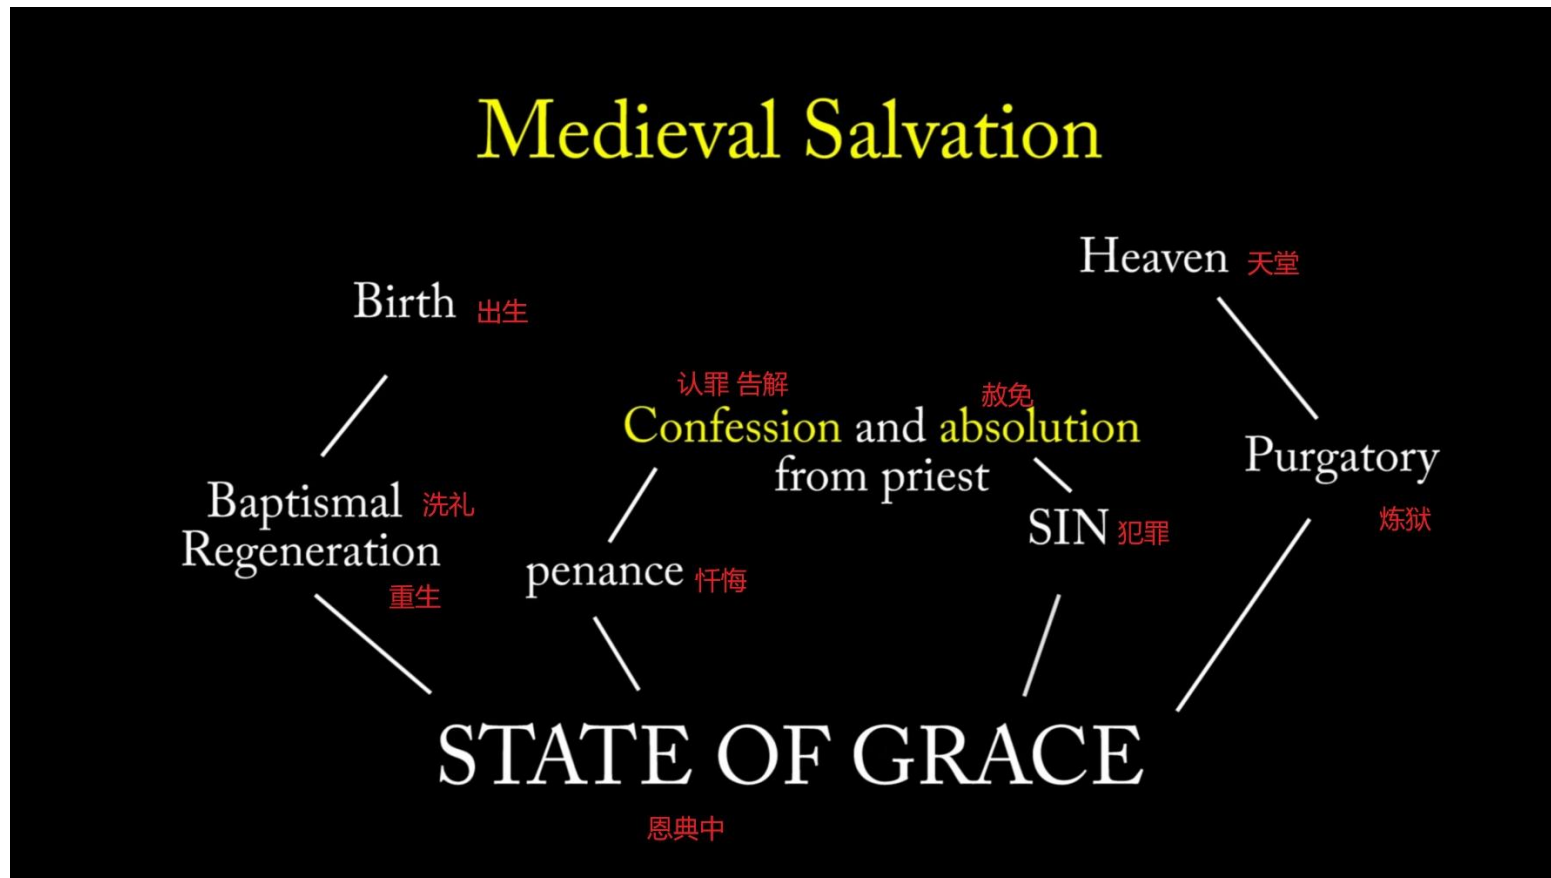 Medieval Salvation
Heaven 天堂
Birth 出生
认罪 告解 赦免
Confession and absolution
from priest
Purgatory
炼狱
Baptismal 洗礼
Regeneration
重生
SIN 犯罪
penance 忏悔
STATE OF GRACE
恩典中